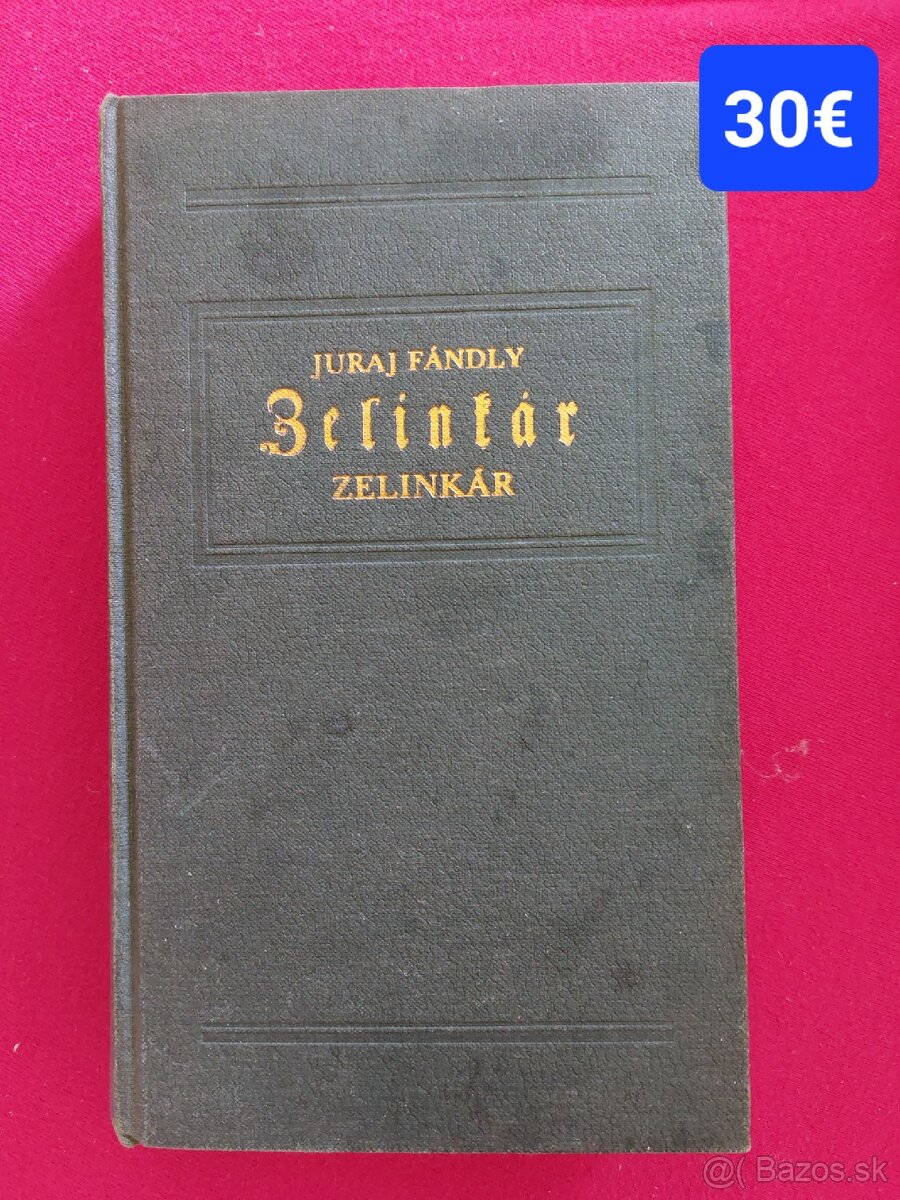 30€
JURAJ FÁNDLY
Zelinkár
ZELINKÁR
@( Bazos.sk